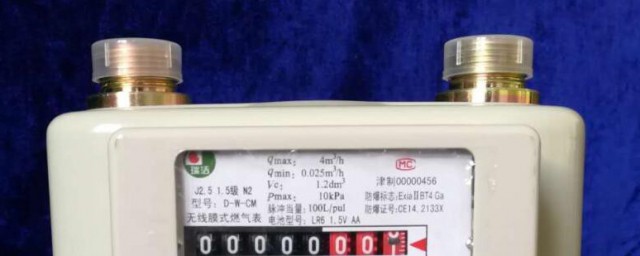 瑞洁
J2.5 1.5级 N2
型号: D-W-CM
无线膜式燃气表
Qmax: 4m³/h
Qmin: 0.025m³/h
Vc: 1.2dm³
Pmax: 10kPa
脉冲当量: 100L/pul
电池型号: LR6 1.5V AA
MC
津制00000456
防爆标志: ExiaⅡBT4 Ga
防爆证号: CE14.2133X
0000000